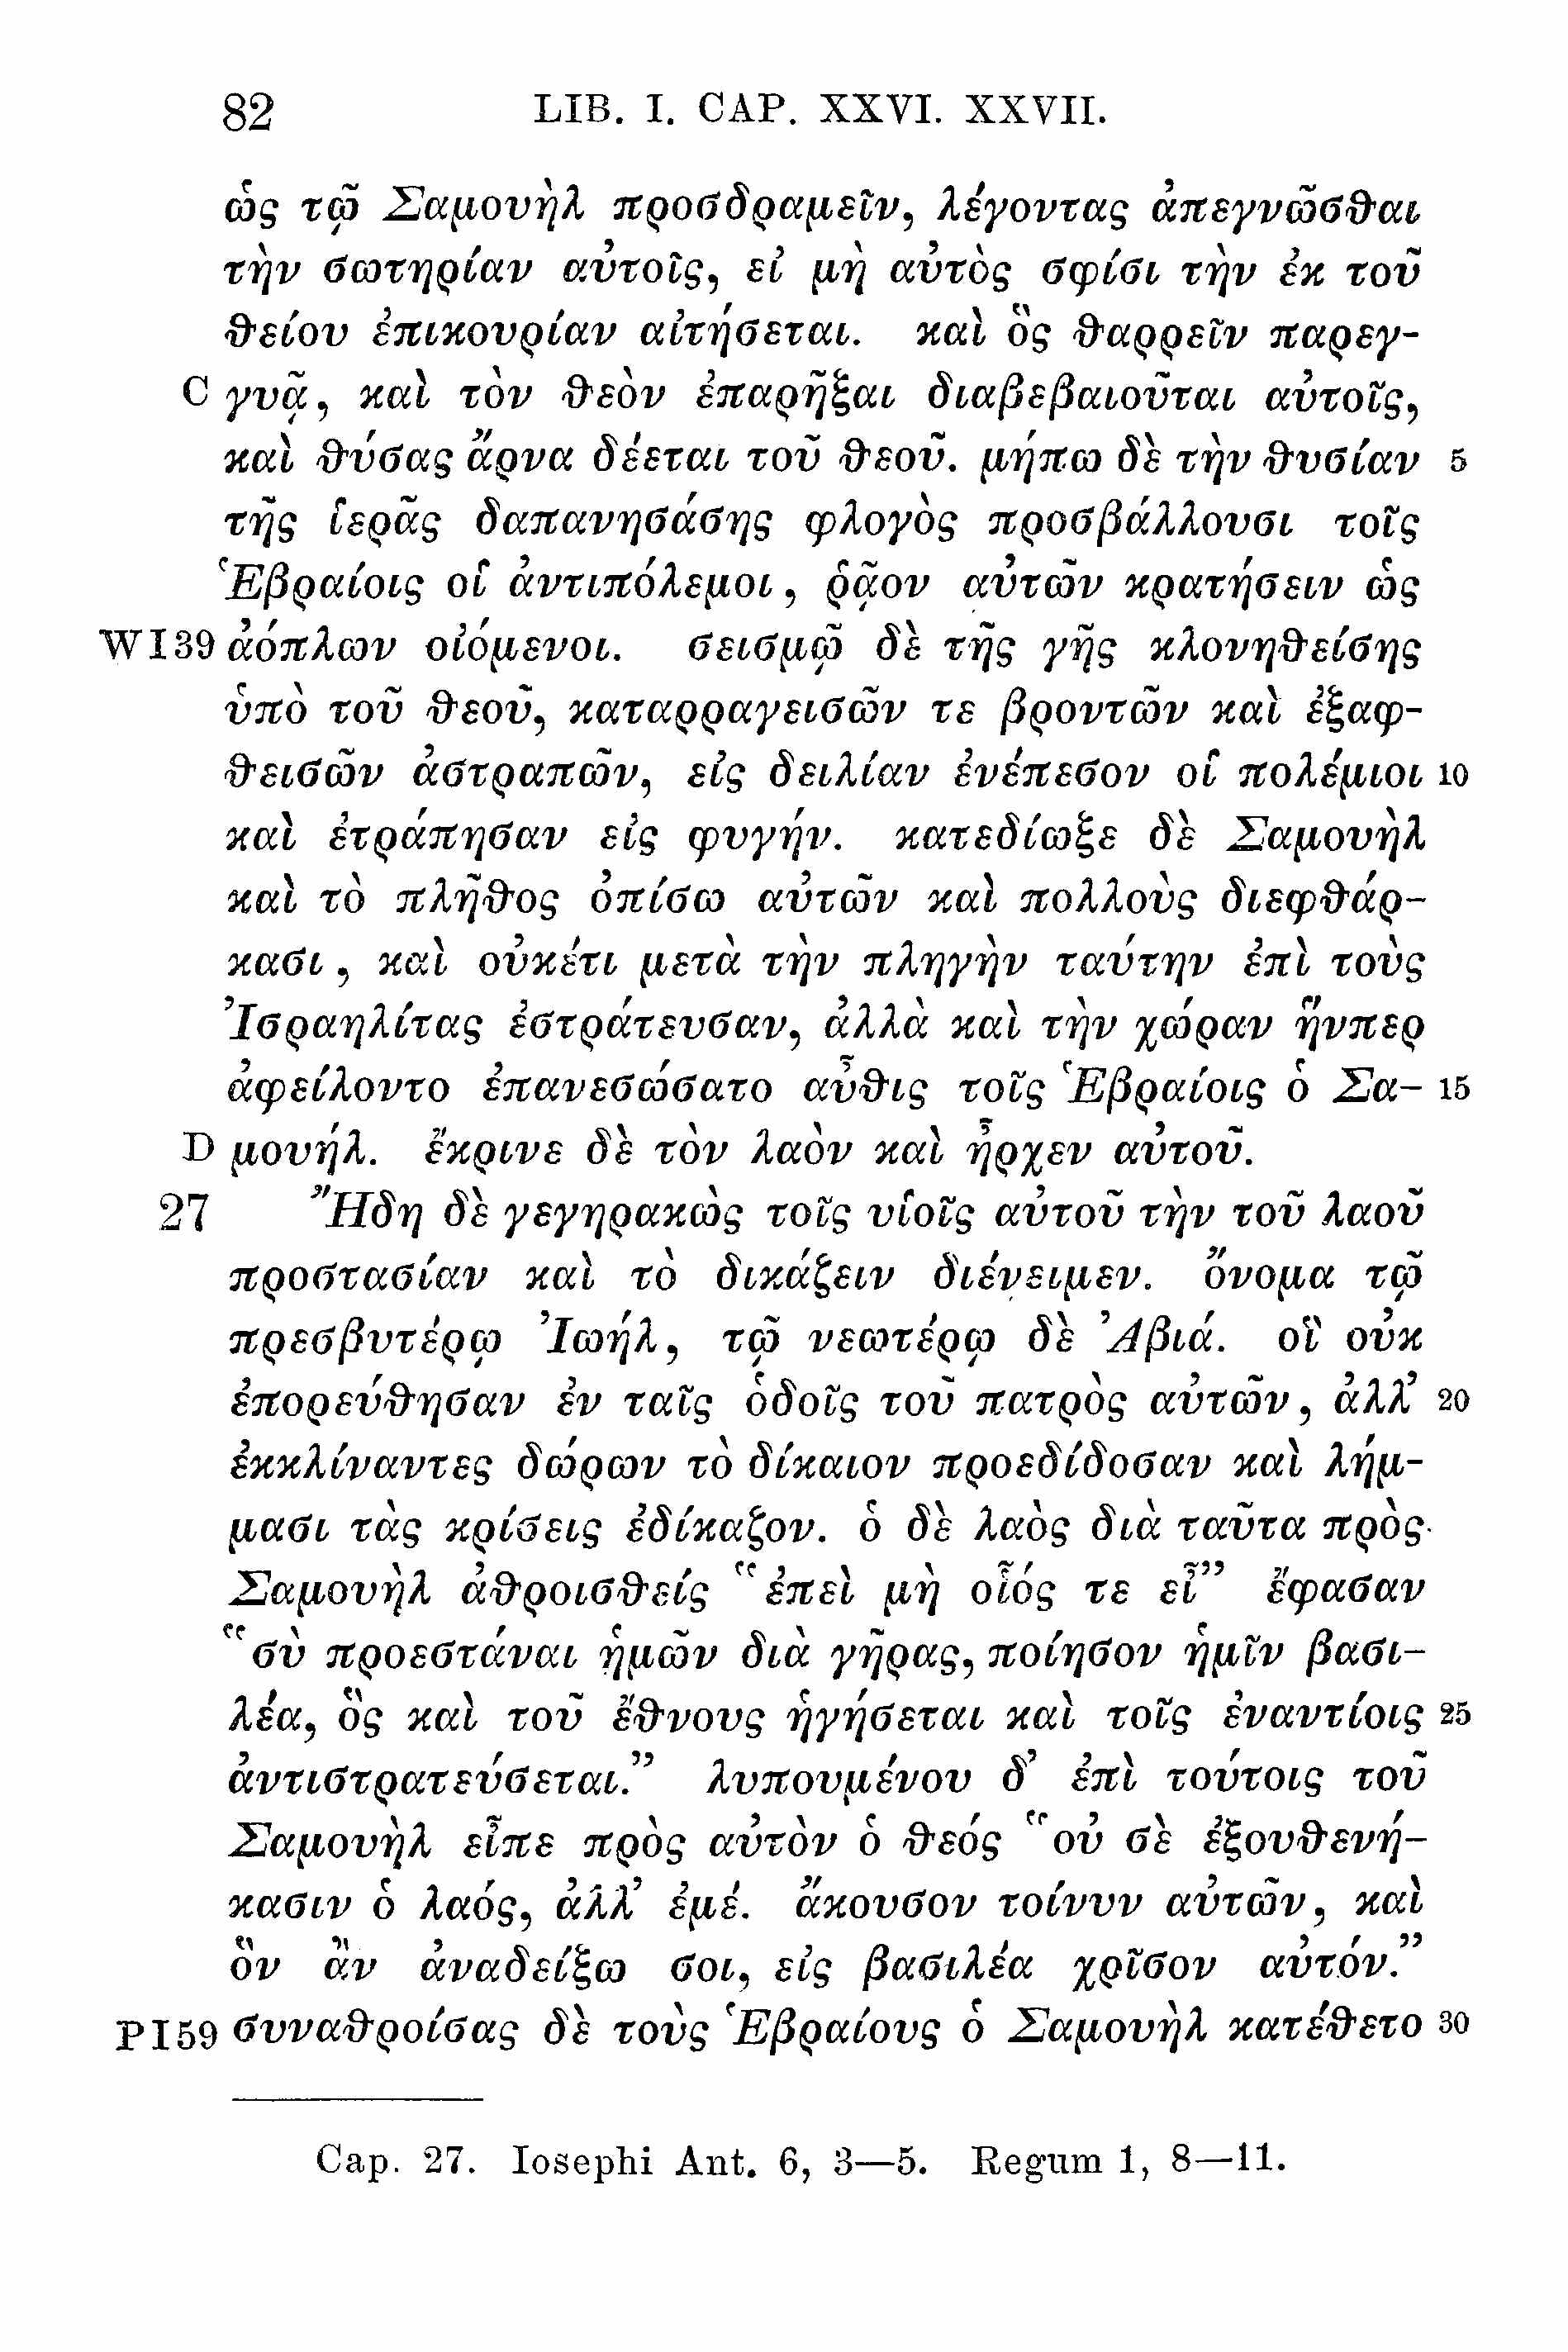 82 LIB. I. CAP. XXVI. XXVII.
ὡς τῷ Σαμουὴλ προσδραμεῖν, λέγοντας ἀπεγνῶσθαι
τὴν σωτηρίαν αὐτοῖς, εἰ μὴ αὐτὸς σφίσι τὴν ἐκ τοῦ
θείου ἐπικουρίαν αἰτήσεται. καὶ ὃς θαρρεῖν παρεγ-
C γυᾷ, καὶ τὸν θεὸν ἐπαρῆξαι διαβεβαιοῦται αὐτοῖς,
καὶ θύσας ἄρνα δέεται τοῦ θεοῦ. μήπω δὲ τὴν θυσίαν 5
τῆς ἱερᾶς δαπανησάσης φλογὸς προσβάλλουσι τοῖς
Ἑβραίοις οἱ ἀντιπόλεμοι, ῥᾷον αὐτῶν κρατήσειν ὡς
W I 39 ἀόπλων οἰόμενοι. σεισμῷ δὲ τῆς γῆς κλονηθείσης
ὑπὸ τοῦ θεοῦ, καταρραγεισῶν τε βροντῶν καὶ ἐξαφ-
θεισῶν ἀστραπῶν, εἰς δειλίαν ἐνέπεσον οἱ πολέμιοι 10
καὶ ἐτράπησαν εἰς φυγήν. κατεδίωξε δὲ Σαμουὴλ
καὶ τὸ πλῆθος ὀπίσω αὐτῶν καὶ πολλοὺς διεφθάρ-
κασι, καὶ οὐκέτι μετὰ τὴν πληγὴν ταύτην ἐπὶ τοὺς
Ἰσραηλίτας ἐστράτευσαν, ἀλλὰ καὶ τὴν χώραν ἥνπερ
ἀφείλοντο ἐπανεσώσατο αὖθις τοῖς Ἑβραίοις ὁ Σα- 15
D μουήλ. ἔκρινε δὲ τὸν λαὸν καὶ ἦρχεν αὐτοῦ.
27 Ἤδη δὲ γεγηρακὼς τοῖς υἱοῖς αὐτοῦ τὴν τοῦ λαοῦ
προστασίαν καὶ τὸ δικάζειν διένειμεν. ὄνομα τῷ
πρεσβυτέρῳ Ἰωήλ, τῷ νεωτέρῳ δὲ Ἀβιά. οἳ οὐκ
ἐπορεύθησαν ἐν ταῖς ὁδοῖς τοῦ πατρὸς αὐτῶν, ἀλλ’ 20
ἐκκλίναντες δώρων τὸ δίκαιον προεδίδοσαν καὶ λήμ-
μασι τὰς κρίσεις ἐδίκαζον. ὁ δὲ λαὸς διὰ ταῦτα πρὸς
Σαμουὴλ ἀθροισθείς “ἐπεὶ μὴ οἷός τε εἶ” ἔφασαν
“σὺ προεστάναι ἡμῶν διὰ γῆρας, ποίησον ἡμῖν βασι-
λέα, ὃς καὶ τοῦ ἔθνους ἡγήσεται καὶ τοῖς ἐναντίοις 25
ἀντιστρατεύσεται.” λυπουμένου δ’ ἐπὶ τούτοις τοῦ
Σαμουὴλ εἶπε πρὸς αὐτὸν ὁ θεός “οὐ σὲ ἐξουθενή-
κασιν ὁ λαός, ἀλλ’ ἐμέ. ἄκουσον τοίνυν αὐτῶν, καὶ
ὃν ἂν ἀναδείξω σοι, εἰς βασιλέα χρῖσον αὐτόν.”
P I 59 συναθροίσας δὲ τοὺς Ἑβραίους ὁ Σαμουὴλ κατέθετο 30
Cap. 27. Iosephi Ant. 6, 3—5. Regum 1, 8—11.